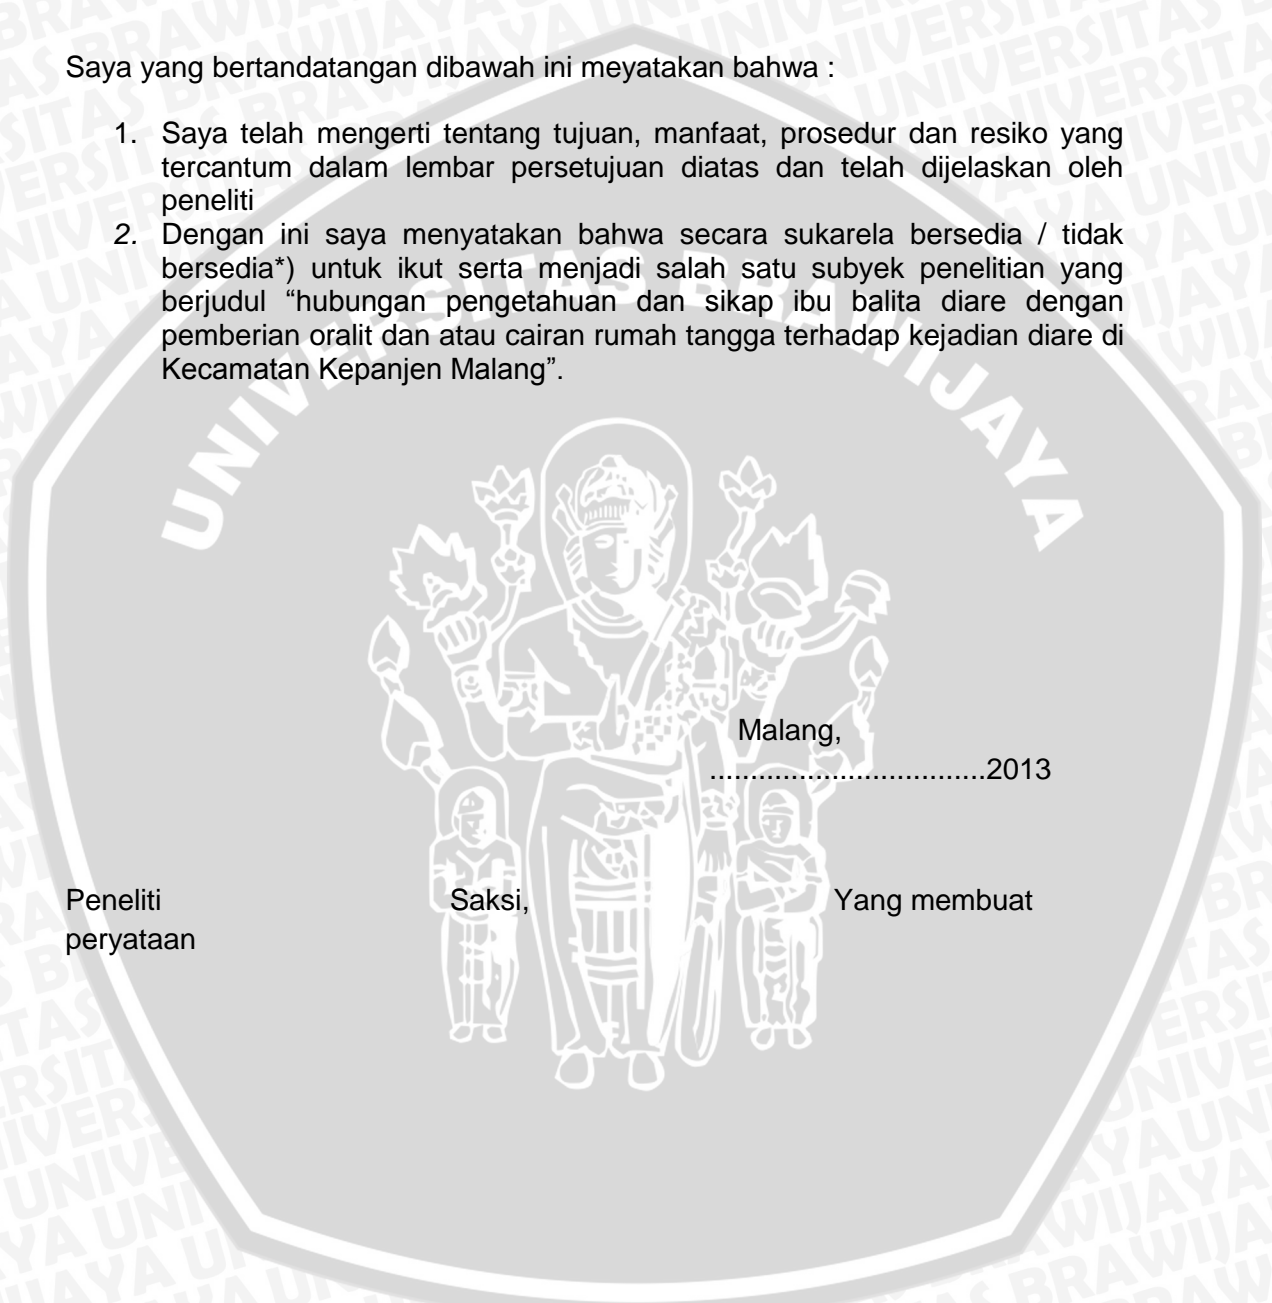 Saya yang bertandatangan dibawah ini meyatakan bahwa :
1. Saya telah mengerti tentang tujuan, manfaat, prosedur dan resiko yang
tercantum dalam lembar persetujuan diatas dan telah dijelaskan oleh
peneliti
2. Dengan ini saya menyatakan bahwa secara sukarela bersedia / tidak
bersedia*) untuk ikut serta menjadi salah satu subyek penelitian yang
berjudul “hubungan pengetahuan dan sikap ibu balita diare dengan
pemberian oralit dan atau cairan rumah tangga terhadap kejadian diare di
Kecamatan Kepanjen Malang”.
UNIVERSITAS BRAWIJAYA
Malang,
..................................2013
Peneliti Saksi, Yang membuat
peryataan